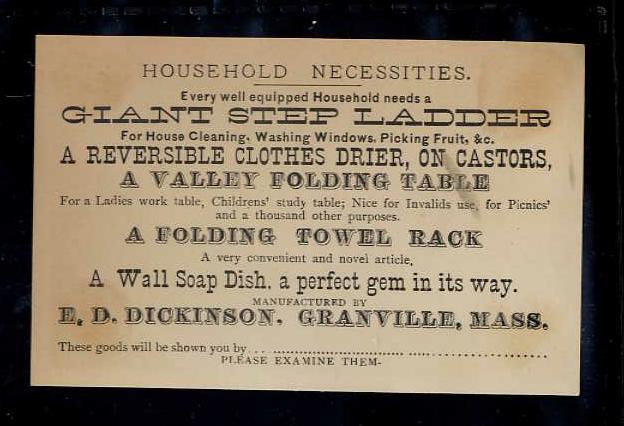 HOUSEHOLD NECESSITIES.
Every well equipped Household needs a
GIANT STEP LADDER
For House Cleaning, Washing Windows, Picking Fruit, &c.
A REVERSIBLE CLOTHES DRIER, ON CASTORS,
A VALLEY FOLDING TABLE
For a Ladies work table, Childrens' study table; Nice for Invalids use, for Picnics'
and a thousand other purposes.
A FOLDING TOWEL RACK
A very convenient and novel article,
A Wall Soap Dish, a perfect gem in its way.
MANUFACTURED BY
E. D. DICKINSON. GRANVILLE, MASS.
These goods will be shown you by ................................................
PLEASE EXAMINE THEM-